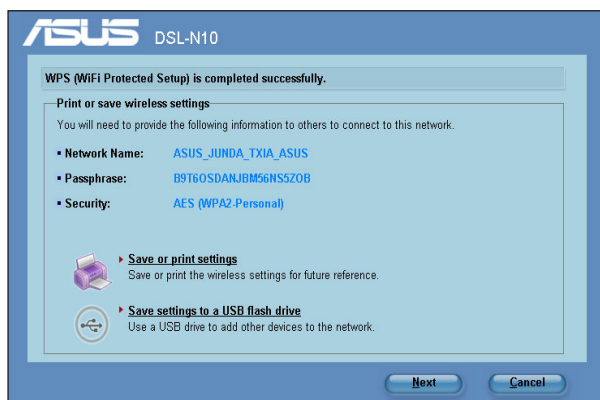 ASUS DSL-N10
WPS (WiFi Protected Setup) is completed successfully.
Print or save wireless settings
You will need to provide the following information to others to connect to this network.
Network Name: ASUS_JUNDA_TXIA_ASUS
Passphrase: B9T6OSDANJBM56NS5ZOB
Security: AES (WPA2-Personal)
Save or print settings
Save or print the wireless settings for future reference.
Save settings to a USB flash drive
Use a USB drive to add other devices to the network.
Next Cancel